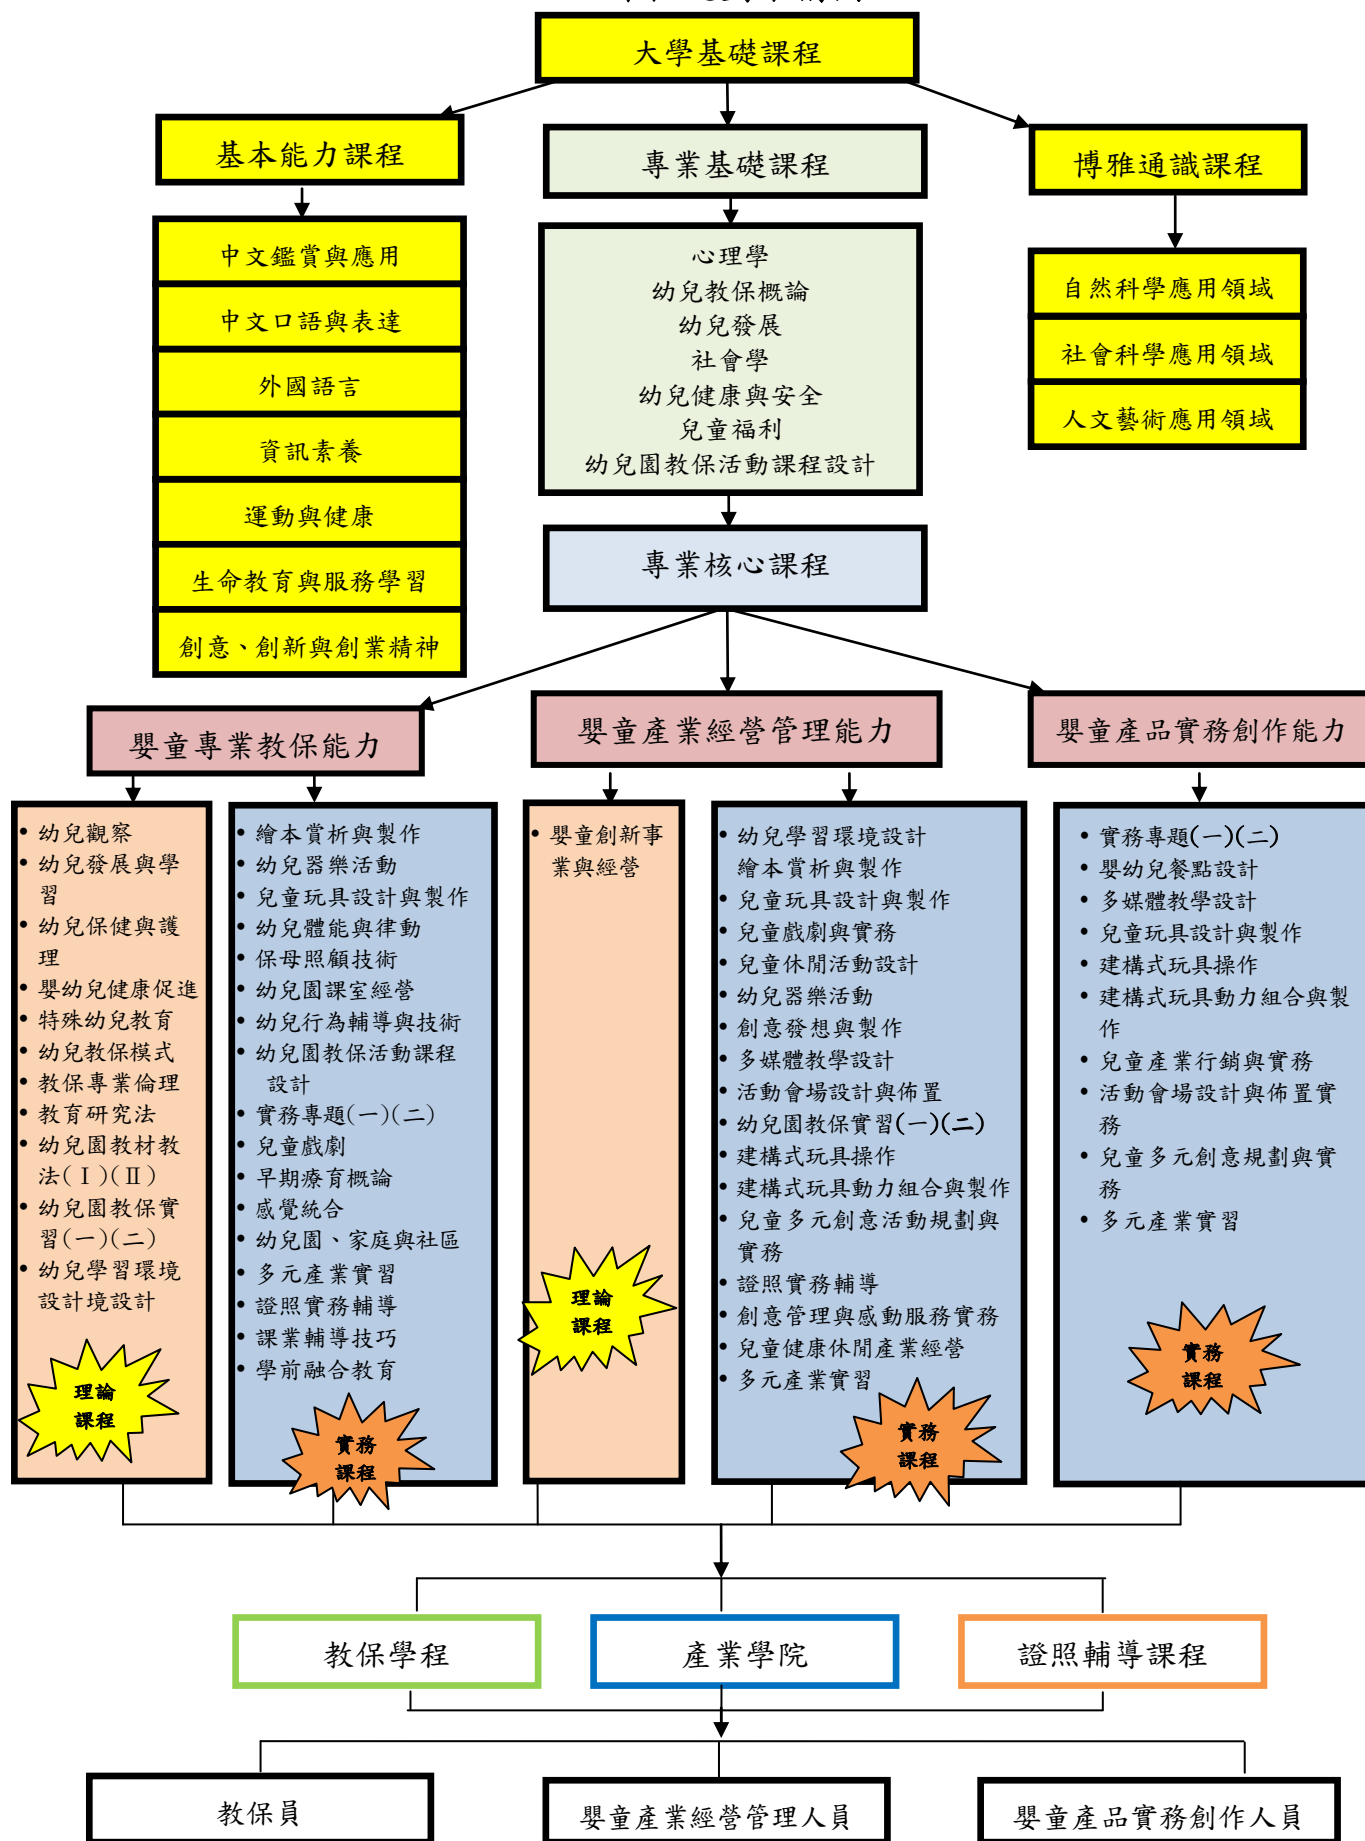 大學基礎課程
基本能力課程
專業基礎課程
博雅通識課程
中文鑑賞與應用
中文口語與表達
外國語言
資訊素養
運動與健康
生命教育與服務學習
創意、創新與創業精神
心理學
幼兒教保概論
幼兒發展
社會學
幼兒健康與安全
兒童福利
幼兒園教保活動課程設計
自然科學應用領域
社會科學應用領域
人文藝術應用領域
專業核心課程
嬰童專業教保能力
嬰童產業經營管理能力
嬰童產品實務創作能力
• 幼兒觀察
• 幼兒發展與學
習
• 幼兒保健與護
理
• 嬰幼兒健康促進
• 特殊幼兒教育
• 幼兒教保模式
• 教保專業倫理
• 教育研究法
• 幼兒園教材教
法(Ⅰ)(Ⅱ)
• 幼兒園教保實
習(一)(二)
• 幼兒學習環境
設計境設計
理論
課程
• 繪本賞析與製作
• 幼兒器樂活動
• 兒童玩具設計與製作
• 幼兒體能與律動
• 保母照顧技術
• 幼兒園課室經營
• 幼兒行為輔導與技術
• 幼兒園教保活動課程
設計
• 實務專題(一)(二)
• 兒童戲劇
• 早期療育概論
• 感覺統合
• 幼兒園、家庭與社區
• 多元產業實習
• 證照實務輔導
• 課業輔導技巧
• 學前融合教育
實務
課程
• 嬰童創新事
業與經營
理論
課程
• 幼兒學習環境設計
繪本賞析與製作
• 兒童玩具設計與製作
• 兒童戲劇與實務
• 兒童休閒活動設計
• 幼兒器樂活動
• 創意發想與製作
• 多媒體教學設計
• 活動會場設計與佈置
• 幼兒園教保實習(一)(二)
• 建構式玩具操作
• 建構式玩具動力組合與製作
• 兒童多元創意活動規劃與
實務
• 證照實務輔導
• 創意管理與感動服務實務
• 兒童健康休閒產業經營
• 多元產業實習
實務
課程
• 實務專題(一)(二)
• 嬰幼兒餐點設計
• 多媒體教學設計
• 兒童玩具設計與製作
• 建構式玩具操作
• 建構式玩具動力組合與製
作
• 兒童產業行銷與實務
• 活動會場設計與佈置實
務
• 兒童多元創意規劃與實
務
• 多元產業實習
實務
課程
教保學程
產業學院
證照輔導課程
教保員
嬰童產業經營管理人員
嬰童產品實務創作人員